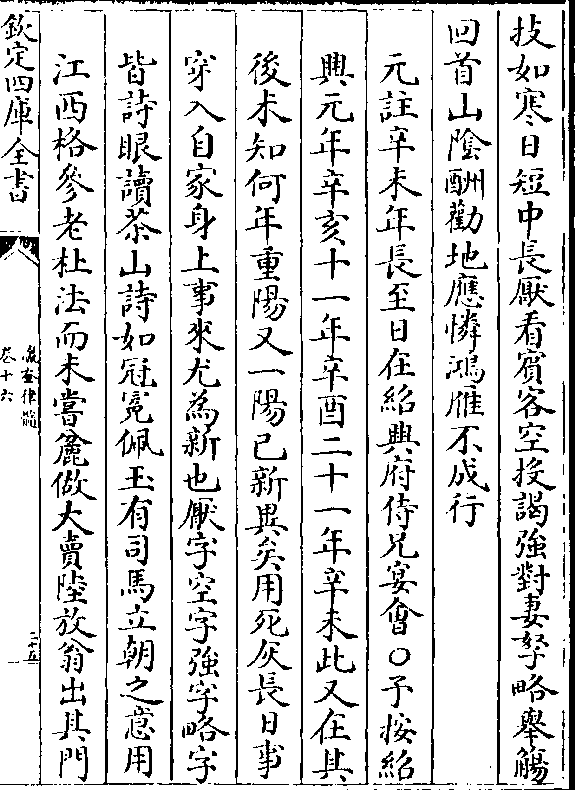 技如寒日短中長厭看賓客空投謁強對妻孥略舉觴
回首山隂酬勸地應憐鴻雁不成行
元註辛未年長至日在紹興府侍兄宴會○予按紹
興元年辛亥十一年辛酉二十一年辛未此又在其
後未知何年重陽又一陽已新異矣用死灰長日事
穿入自家身上事來尤為新也厭字空字強字略字
皆詩眼讀茶山詩如冠冕佩玉有司馬立朝之意用
江西格參老杜法而未嘗麄做大賣陸放翁出其門
欽定四庫全書
瀛奎律髓
卷十六
三十五